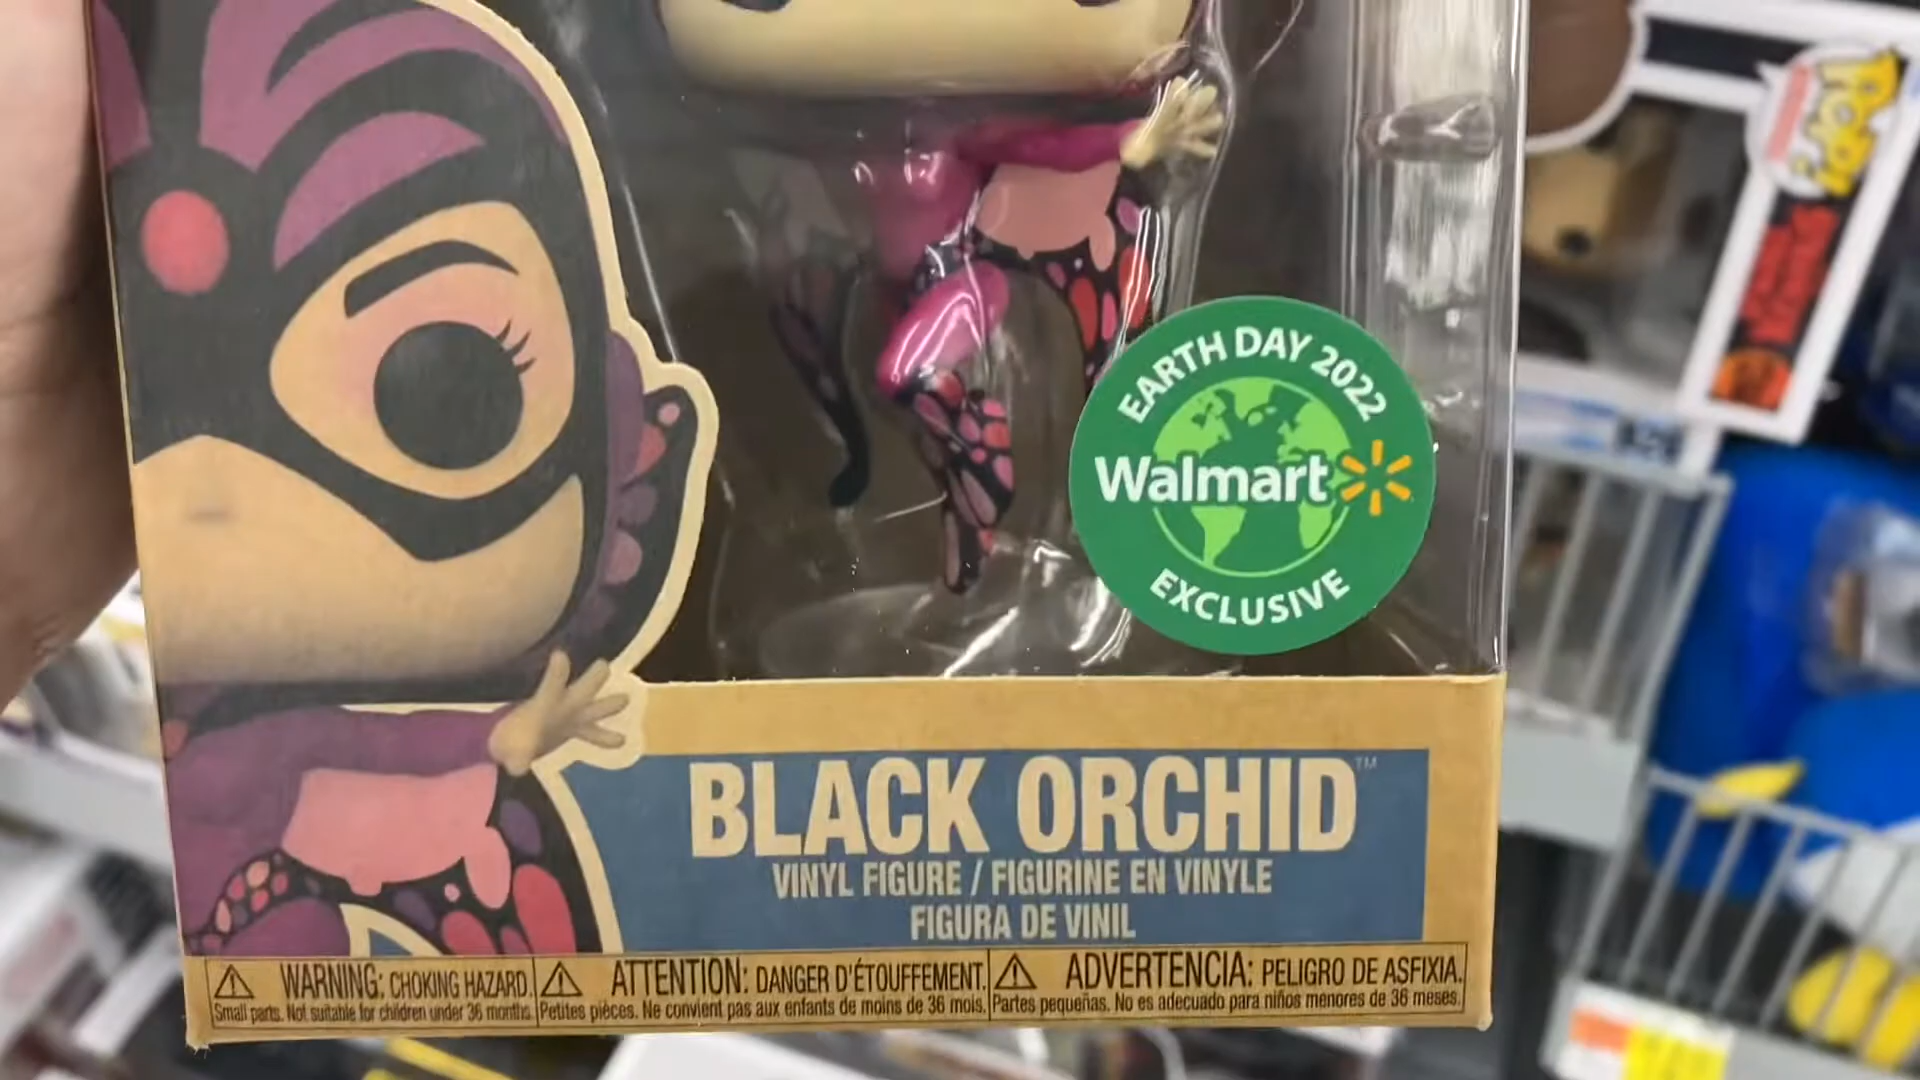 POP!
EARTH DAY 2022
Walmart
EXCLUSIVE
BLACK ORCHID™
VINYL FIGURE / FIGURINE EN VINYLE
FIGURA DE VINIL
WARNING: CHOKING HAZARD.
Small parts. Not suitable for children under 36 months.
ATTENTION: DANGER D'ÉTOUFFEMENT.
Petites pièces. Ne convient pas aux enfants de moins de 36 mois.
ADVERTENCIA: PELIGRO DE ASFIXIA.
Partes pequeñas. No es adecuado para niños menores de 36 meses.